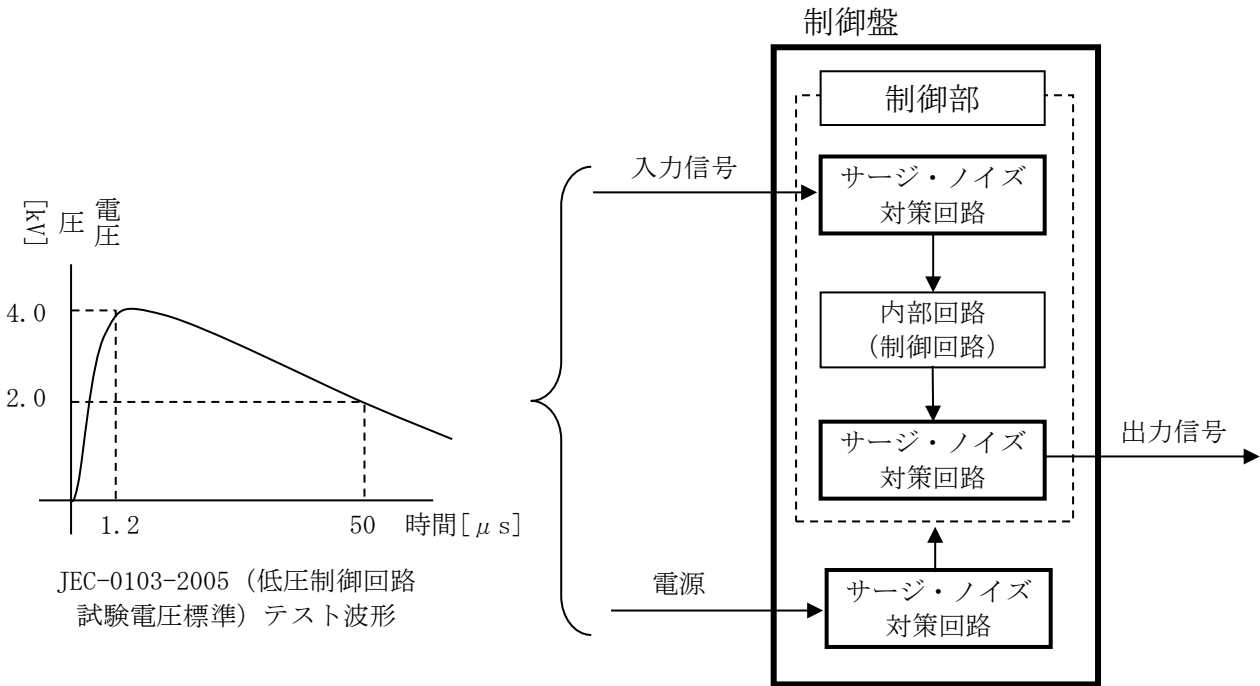 制御盤
制御部
入力信号
サージ・ノイズ
対策回路
内部回路
(制御回路)
サージ・ノイズ
対策回路
出力信号
電源
サージ・ノイズ
対策回路
電圧
圧
[kV]
4.0
2.0
1.2
50
時間[μs]
JEC-0103-2005(低圧制御回路
試験電圧標準)テスト波形